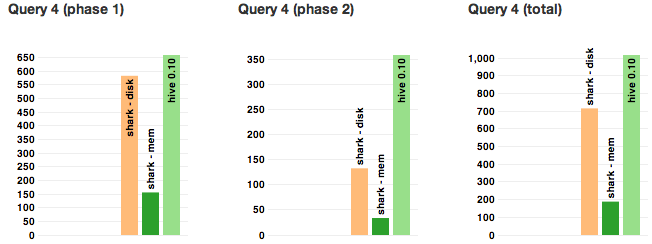 Query 4 (phase 1)
650
600
550
500
450
400
350
300
250
200
150
100
50
0
shark - disk
shark - mem
hive 0.10
Query 4 (phase 2)
350
300
250
200
150
100
50
0
shark - disk
shark - mem
hive 0.10
Query 4 (total)
1,000
900
800
700
600
500
400
300
200
100
0
shark - disk
shark - mem
hive 0.10